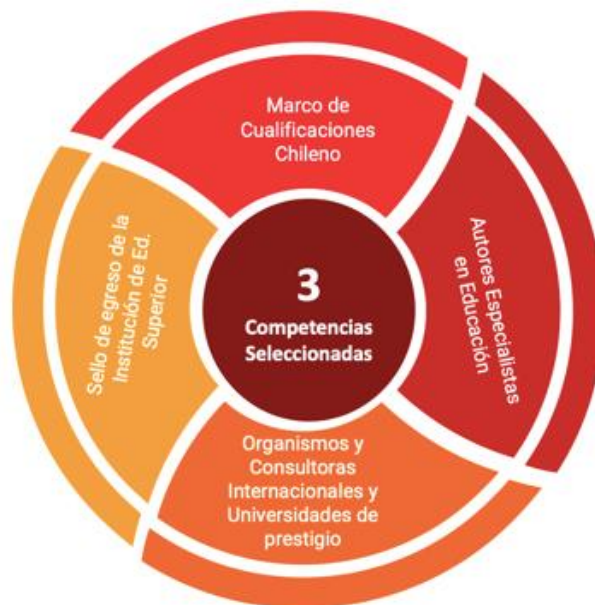 Marco de
Cualificaciones
Chileno
Autores Especialistas
en Educación
Organismos y
Consultoras
Internacionales y
Universidades de
prestigio
Sello de egreso de la
Institución de Ed.
Superior
3
Competencias
Seleccionadas